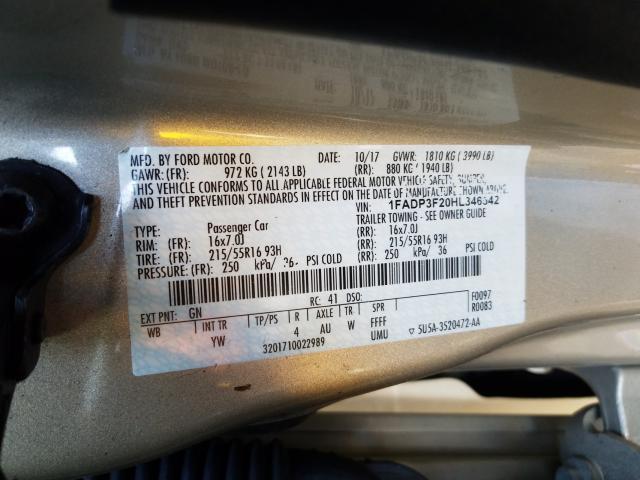 MFD. BY FORD MOTOR CO. DATE: 10/17 GVWR: 1810 KG ( 3990 LB)
GAWR: (FR): 972 KG ( 2143 LB) (RR): 880 KG ( 1940 LB)
THIS VEHICLE CONFORMS TO ALL APPLICABLE FEDERAL MOTOR VEHICLE SAFETY, BUMPER,
AND THEFT PREVENTION STANDARDS IN EFFECT ON THE DATE OF MANUFACTURE SHOWN ABOVE.
VIN: 1FADP3F20HL346342
TYPE: Passenger Car TRAILER TOWING - SEE OWNER GUIDE
RIM: (FR): 16x7.0J (RR): 16x7.0J
TIRE: (FR): 215/55R16 93H (RR): 215/55R16 93H
PRESSURE: (FR): 250 kPa/ 36 PSI COLD (RR): 250 kPa/ 36 PSI COLD
RC: 41 DSO: F0097
EXT PNT: GN R0083
WB INT TR TP/PS R AXLE TR SPR
YW 4 AU W FFFF
3201710022989 UMU ▽ 5U5A-3520472-AA